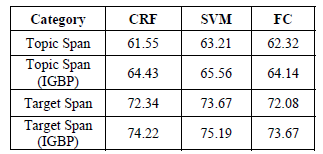 Category CRF SVM FC
Topic Span 61.55 63.21 62.32
Topic Span
(IGBP) 64.43 65.56 64.14
Target Span 72.34 73.67 72.08
Target Span
(IGBP) 74.22 75.19 73.67